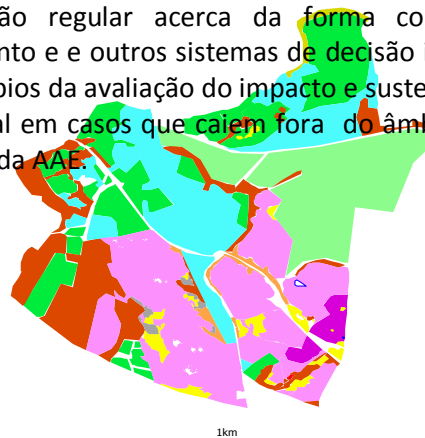 ão regular acerca da forma co
nto e e outros sistemas de decisão i
pios da avaliação do impacto e suste
al em casos que caiem fora do âmb
da AAE.
1km